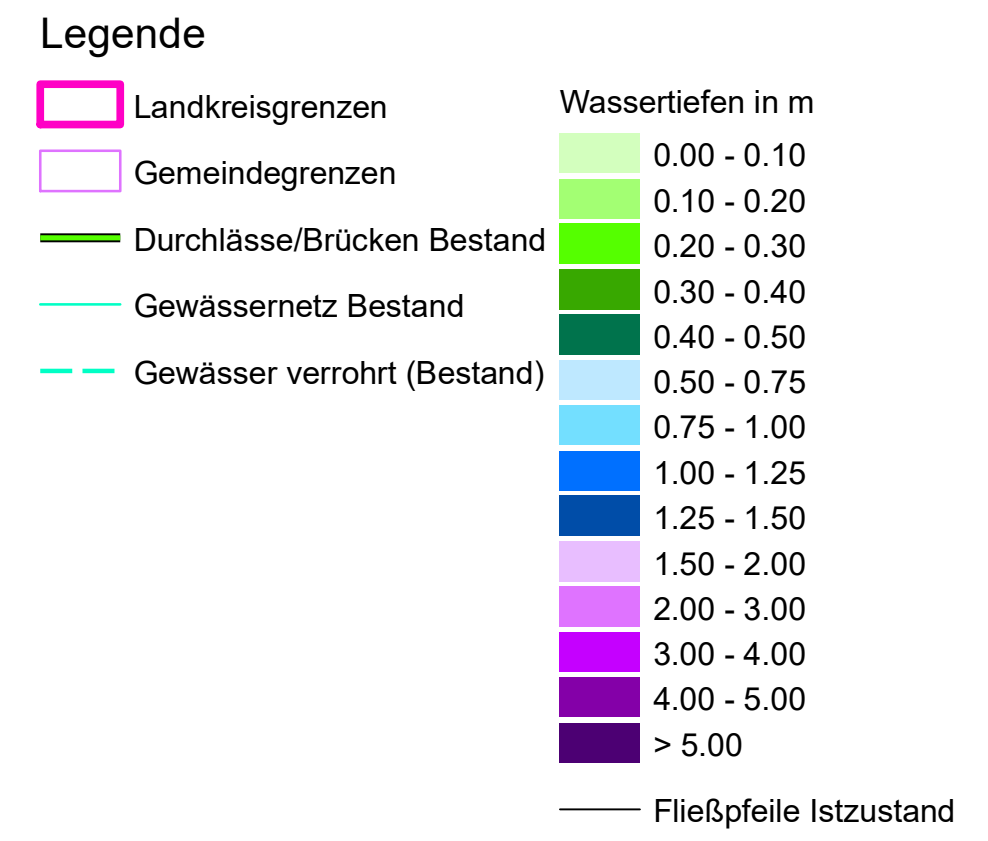 Legende
Landkreisgrenzen
Gemeindegrenzen
Durchlässe/Brücken Bestand
Gewässernetz Bestand
Gewässer verrohrt (Bestand)
Wassertiefen in m
0.00 - 0.10
0.10 - 0.20
0.20 - 0.30
0.30 - 0.40
0.40 - 0.50
0.50 - 0.75
0.75 - 1.00
1.00 - 1.25
1.25 - 1.50
1.50 - 2.00
2.00 - 3.00
3.00 - 4.00
4.00 - 5.00
> 5.00
Fließpfeile Istzustand